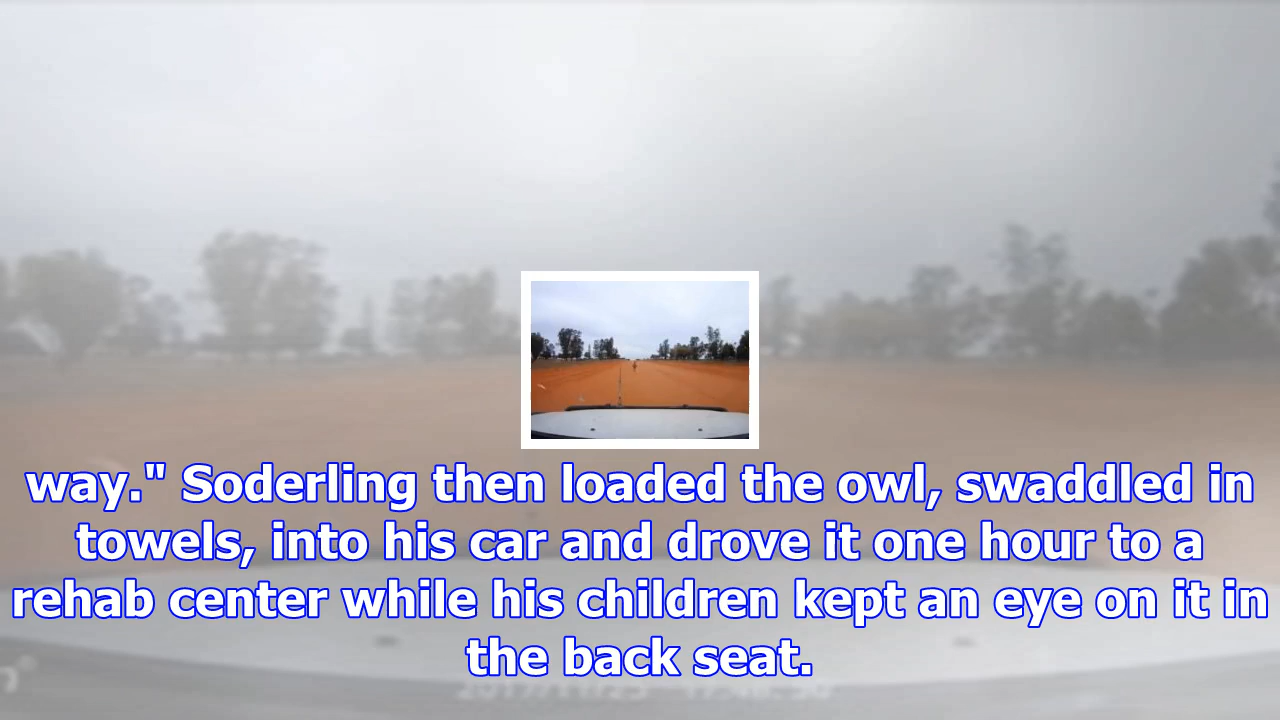 way." Soderling then loaded the owl, swaddled in
towels, into his car and drove it one hour to a
rehab center while his children kept an eye on it in
the back seat.